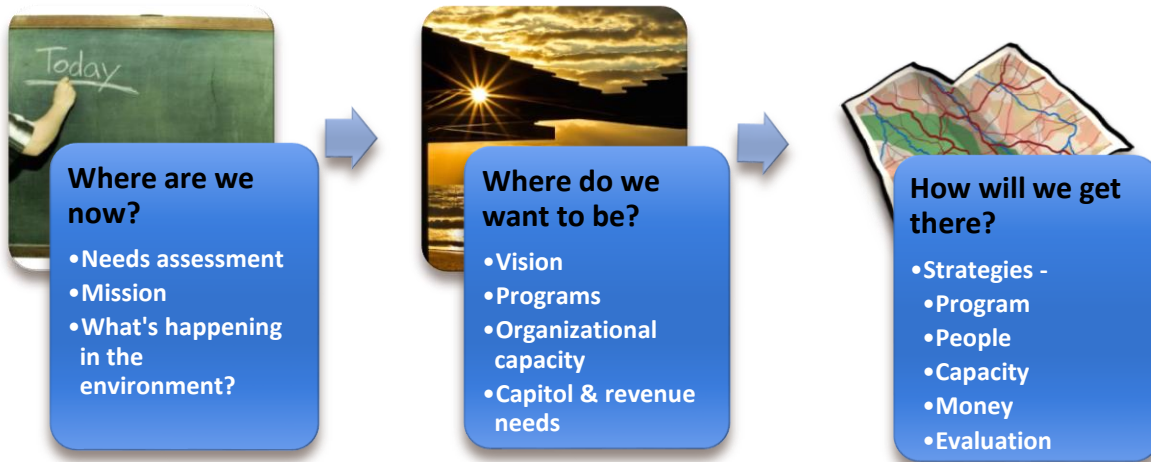 Today
Where are we
now?
•Needs assessment
•Mission
•What's happening
in the
environment?
Where do we
want to be?
•Vision
•Programs
•Organizational
capacity
•Capitol & revenue
needs
How will we get
there?
•Strategies -
•Program
•People
•Capacity
•Money
•Evaluation